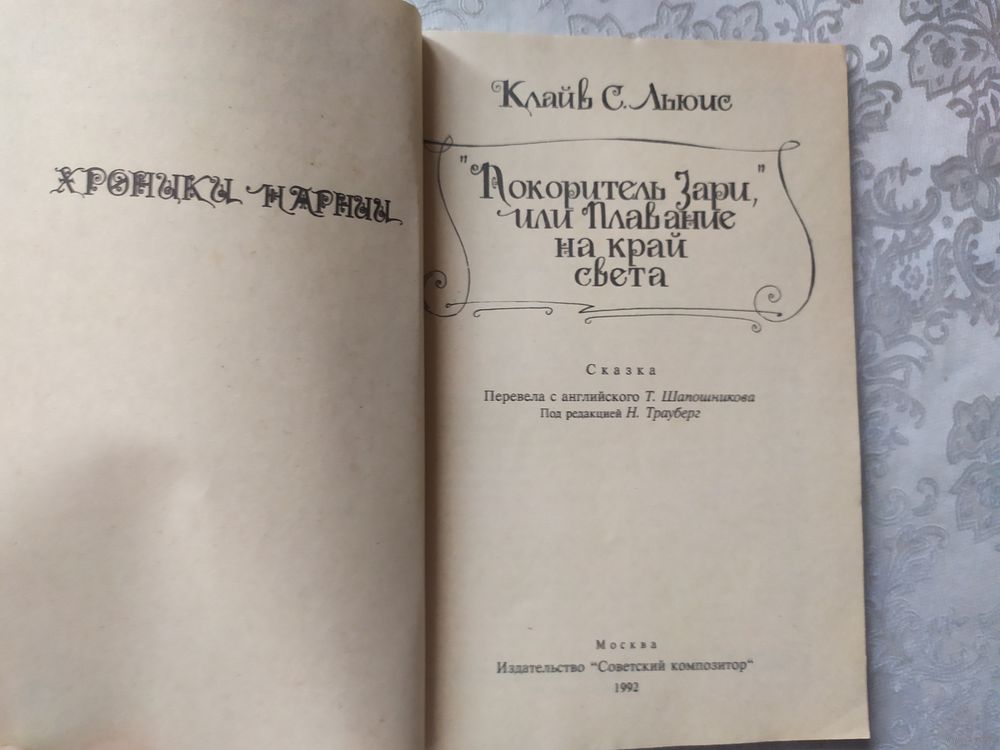 ХРОНИКИ НАРНИИ
Клайв С. Льюис
"Покоритель Зари,"
или Плавание
на край
света
Сказка
Перевела с английского Т. Шапошникова
Под редакцией Н. Трауберг
Москва
Издательство "Советский композитор"
1992